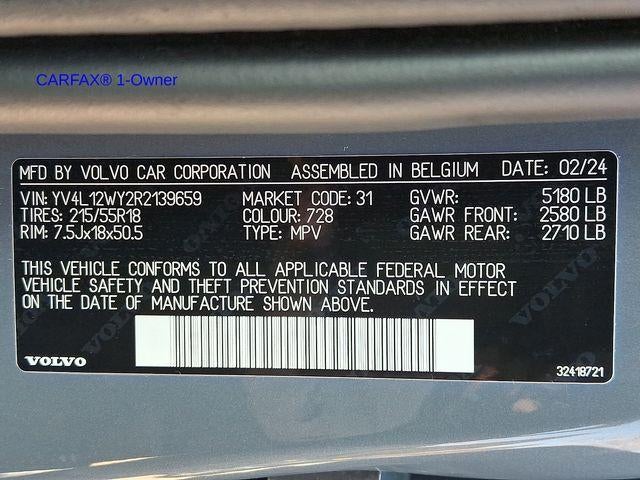 CARFAX® 1-Owner
MFD BY VOLVO CAR CORPORATION ASSEMBLED IN BELGIUM DATE: 02/24
VIN: YV4L12WY2R2139659 MARKET CODE: 31 GVWR: 5180 LB
TIRES: 215/55R18 COLOUR: 728 GAWR FRONT: 2580 LB
RIM: 7.5Jx18x50.5 TYPE: MPV GAWR REAR: 2710 LB
THIS VEHICLE CONFORMS TO ALL APPLICABLE FEDERAL MOTOR
VEHICLE SAFETY AND THEFT PREVENTION STANDARDS IN EFFECT
ON THE DATE OF MANUFACTURE SHOWN ABOVE.
VOLVO 32418721